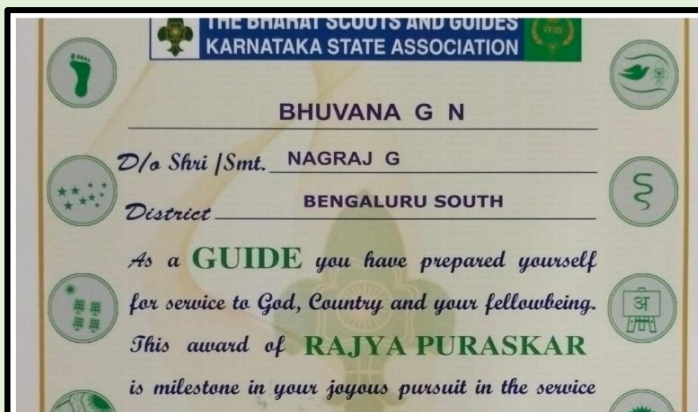 THE BHARAT SCOUTS AND GUIDES
KARNATAKA STATE ASSOCIATION
BHUVANA G N
D/o Shri /Smt. NAGRAJ G
District BENGALURU SOUTH
As a GUIDE you have prepared yourself
for service to God, Country and your fellowbeing.
This award of RAJYA PURASKAR
अ
is milestone in your joyous pursuit in the service